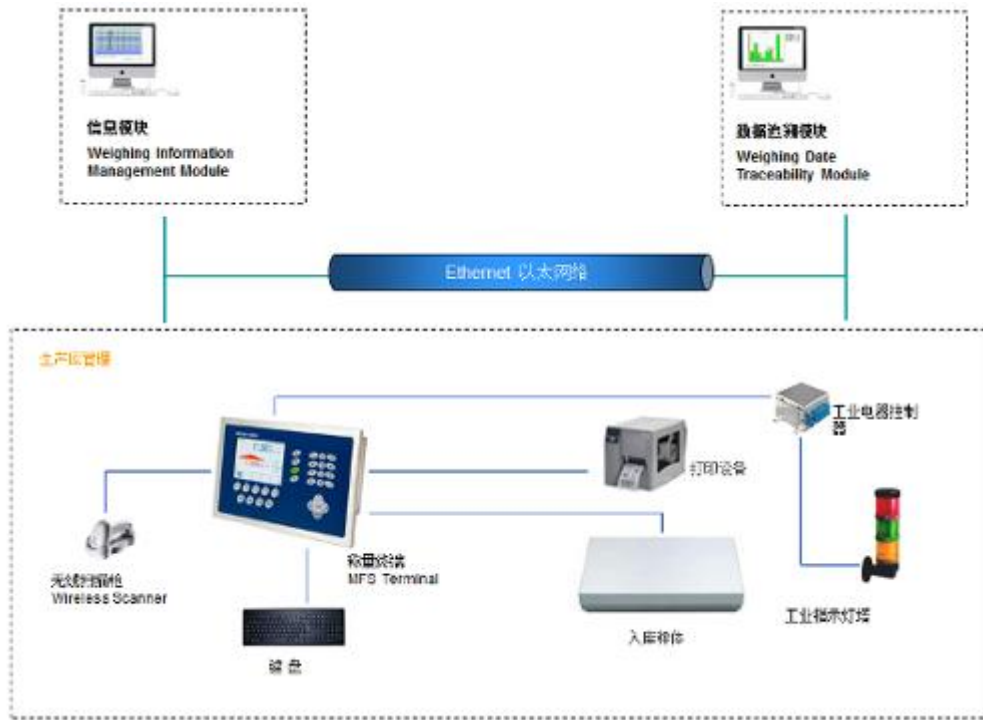 信息模块
Weighing Information
Management Module
数据追溯模块
Weighing Date
Traceability Module
Ethernet 以太网络
生产层管理
工业电器控制
器
打印设备
称量终端
MFS Terminal
无线扫描枪
Wireless Scanner
键 盘
入库秤体
工业指示灯塔